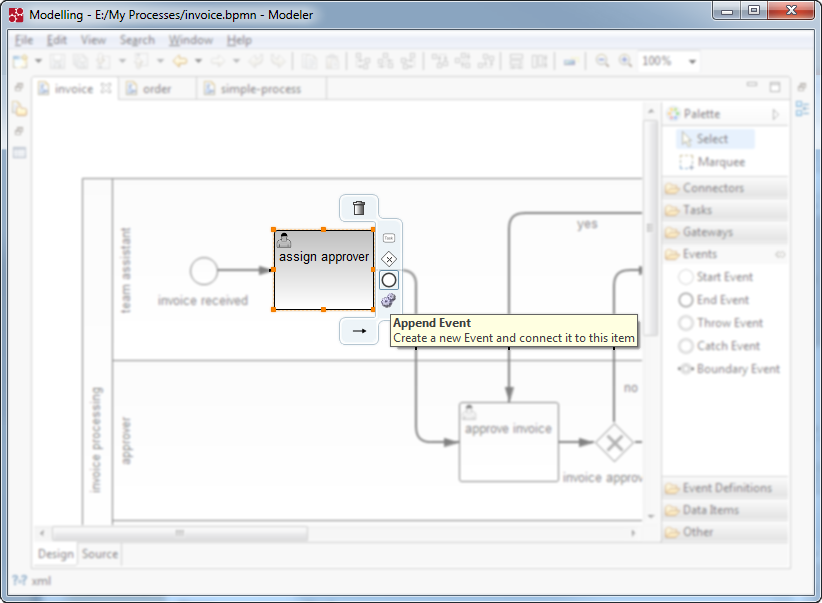 Modelling - E:/My Processes/invoice.bpmn - Modeler
File Edit View Search Window Help
100%
invoice order simple-process
Palette
Select
Marquee
Connectors
Tasks
Gateways
Events
Start Event
End Event
Throw Event
Catch Event
Boundary Event
Event Definitions
Data Items
Other
invoice processing
team assistant
approver
invoice received
assign approver
yes
Append Event
Create a new Event and connect it to this item
no
approve invoice
invoice approv
Design Source
xml